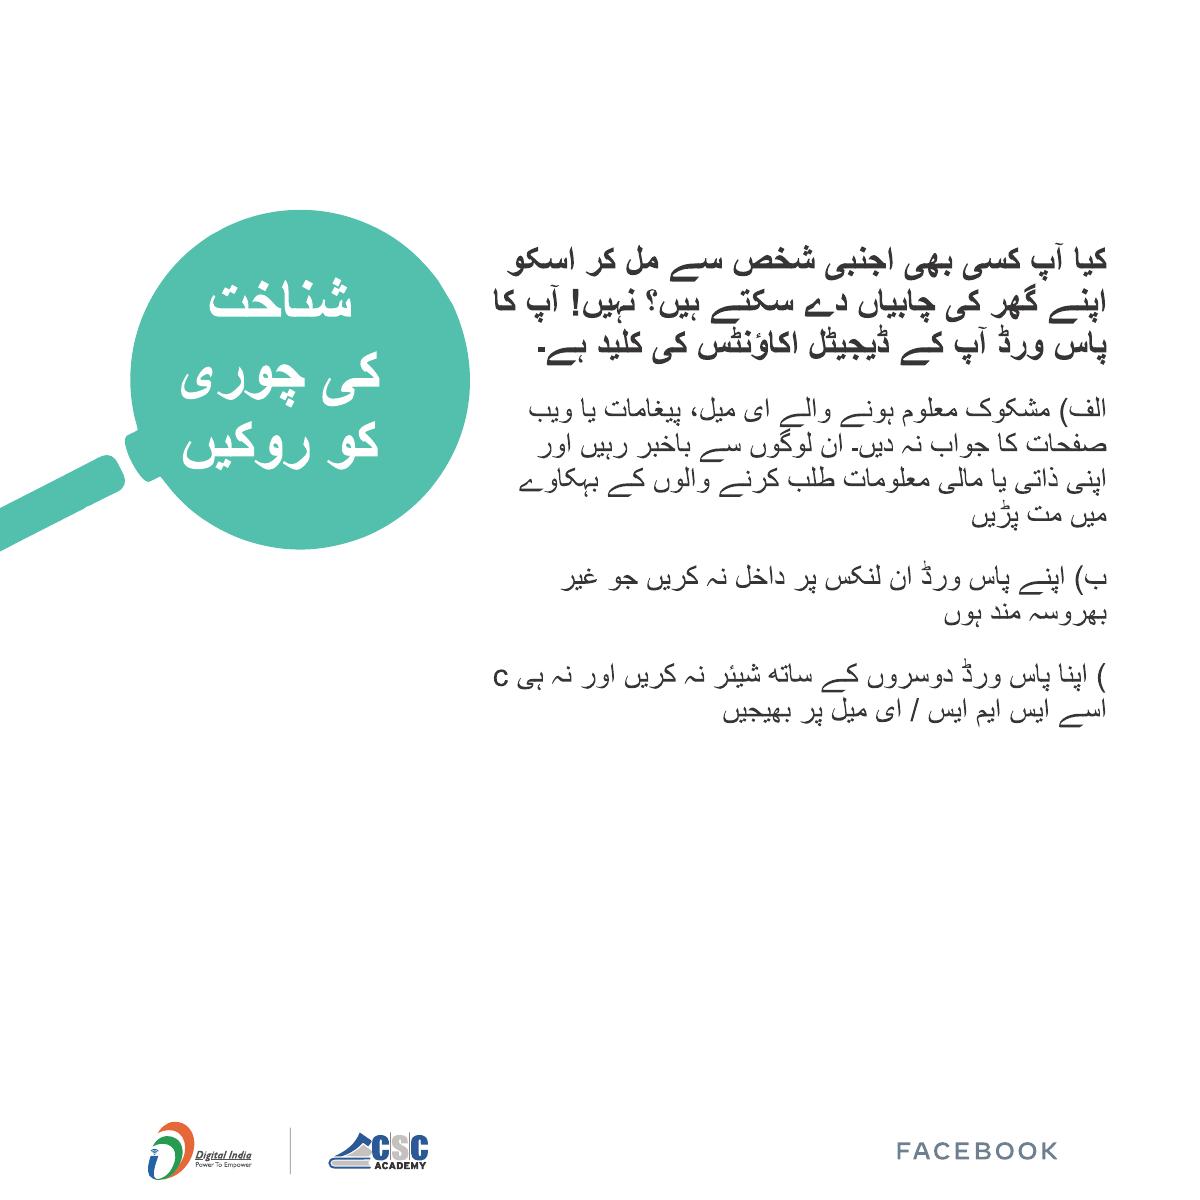 شناخت
کی چوری
کو روکیں
کیا آپ کسی بھی اجنبی شخص سے مل کر اسکو
اپنے گھر کی چابیاں دے سکتے ہیں؟ نہیں! آپ کا
پاس ورڈ آپ کے ڈیجیٹل اکاؤنٹس کی کلید ہے۔
الف) مشکوک معلوم ہونے والے ای میل، پیغامات یا ویب
صفحات کا جواب نہ دیں۔ ان لوگوں سے باخبر رہیں اور
اپنی ذاتی یا مالی معلومات طلب کرنے والوں کے بہکاوے
میں مت پڑیں
ب) اپنے پاس ورڈ ان لنکس پر داخل نہ کریں جو غیر
بھروسہ مند ہوں
) اپنا پاس ورڈ دوسروں کے ساتھ شیئر نہ کریں اور نہ ہی c
اسے ایس ایم ایس / ای میل پر بھیجیں
Digital India
Power To Empower
CSC
ACADEMY
FACEBOOK